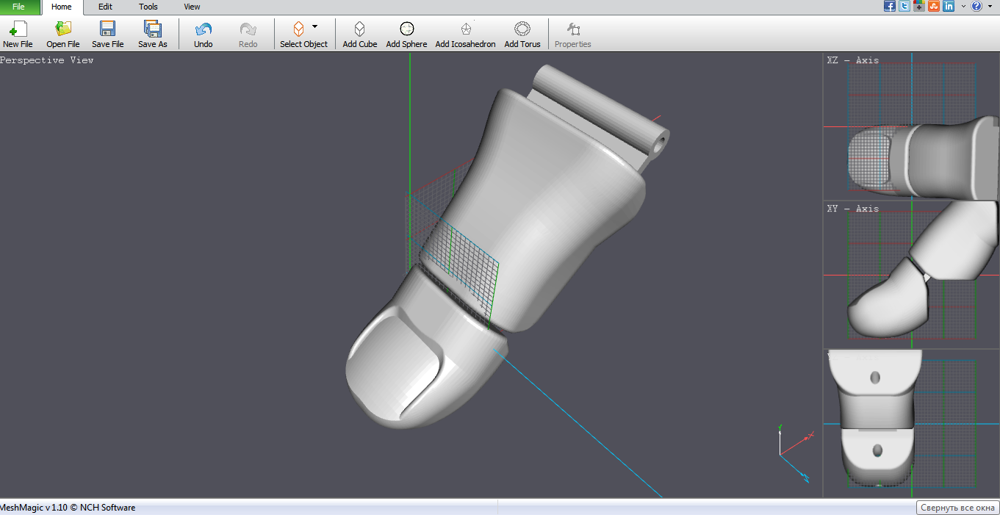 File Home Edit Tools View
New File Open File Save File Save As Undo Redo Select Object Add Cube Add Sphere Add Icosahedron Add Torus Properties
Perspective View
XZ - Axis
XY - Axis
Axis
Y
X
MeshMagic v 1.10 © NCH Software
Свернуть все окна